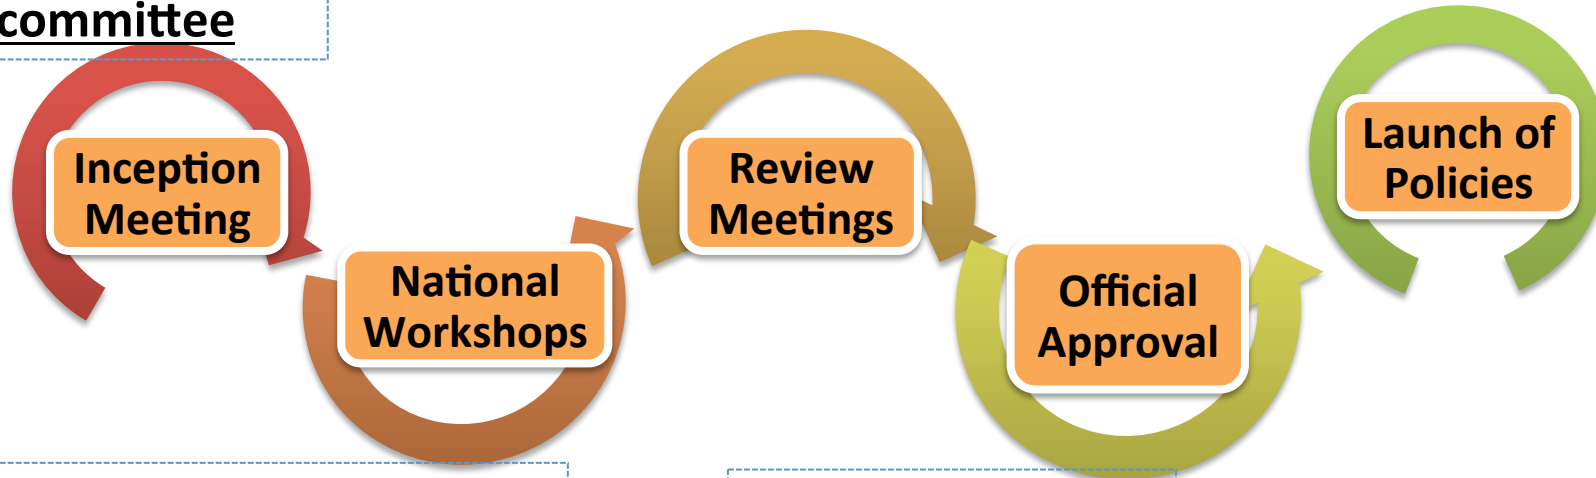 committee
Inception
Meeting
National
Workshops
Review
Meetings
Official
Approval
Launch of
Policies